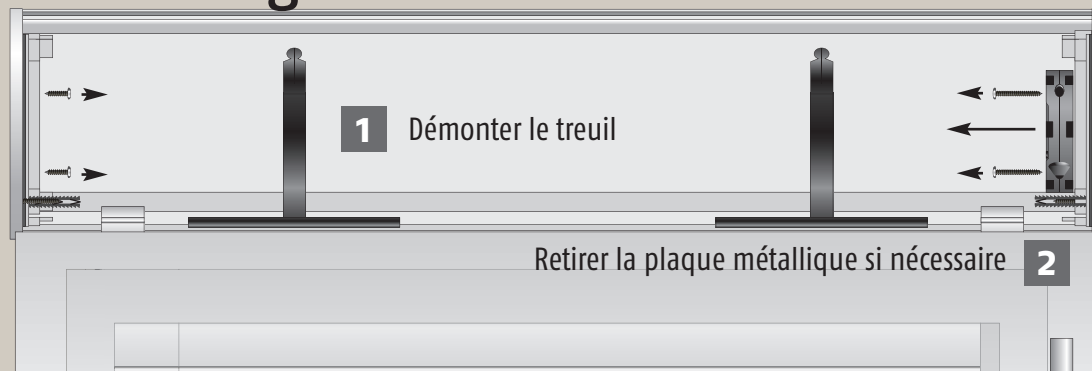 1 Démonter le treuil
Retirer la plaque métallique si nécessaire 2